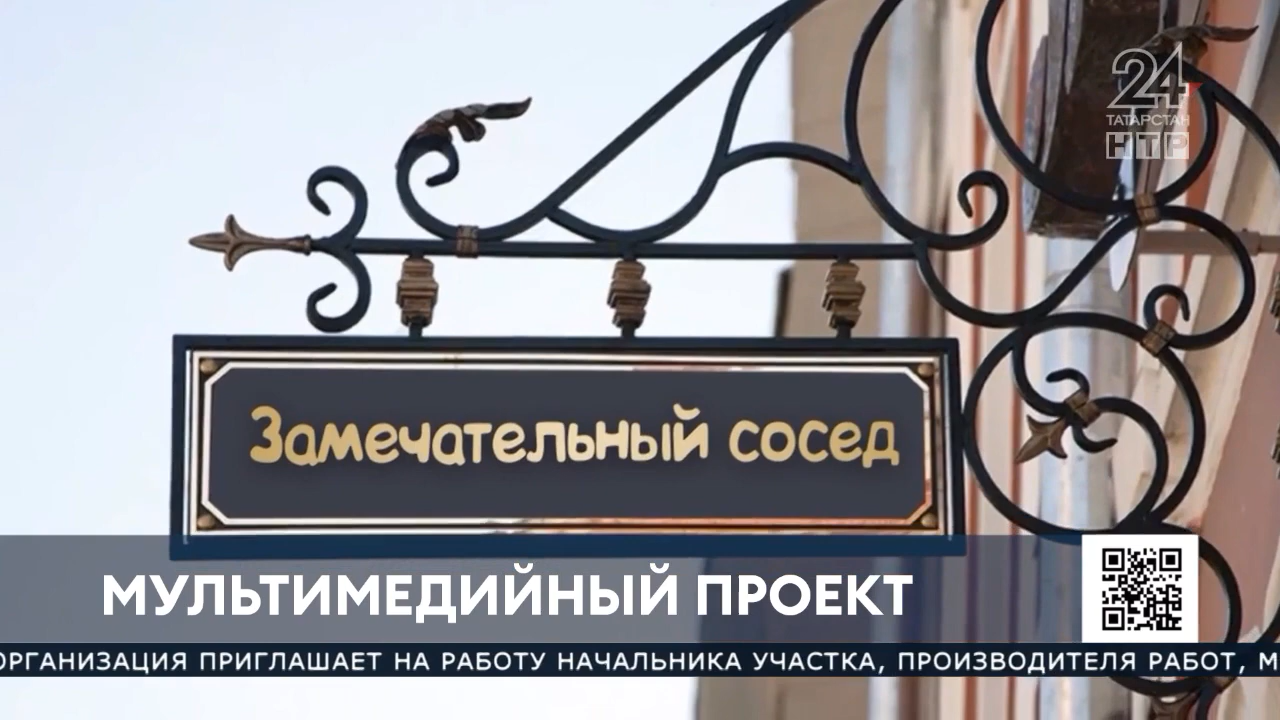 24
ТАТАРСТАН
НТР
Замечательный сосед
МУЛЬТИМЕДИЙНЫЙ ПРОЕКТ
ОРГАНИЗАЦИЯ ПРИГЛАШАЕТ НА РАБОТУ НАЧАЛЬНИКА УЧАСТКА, ПРОИЗВОДИТЕЛЯ РАБОТ, М